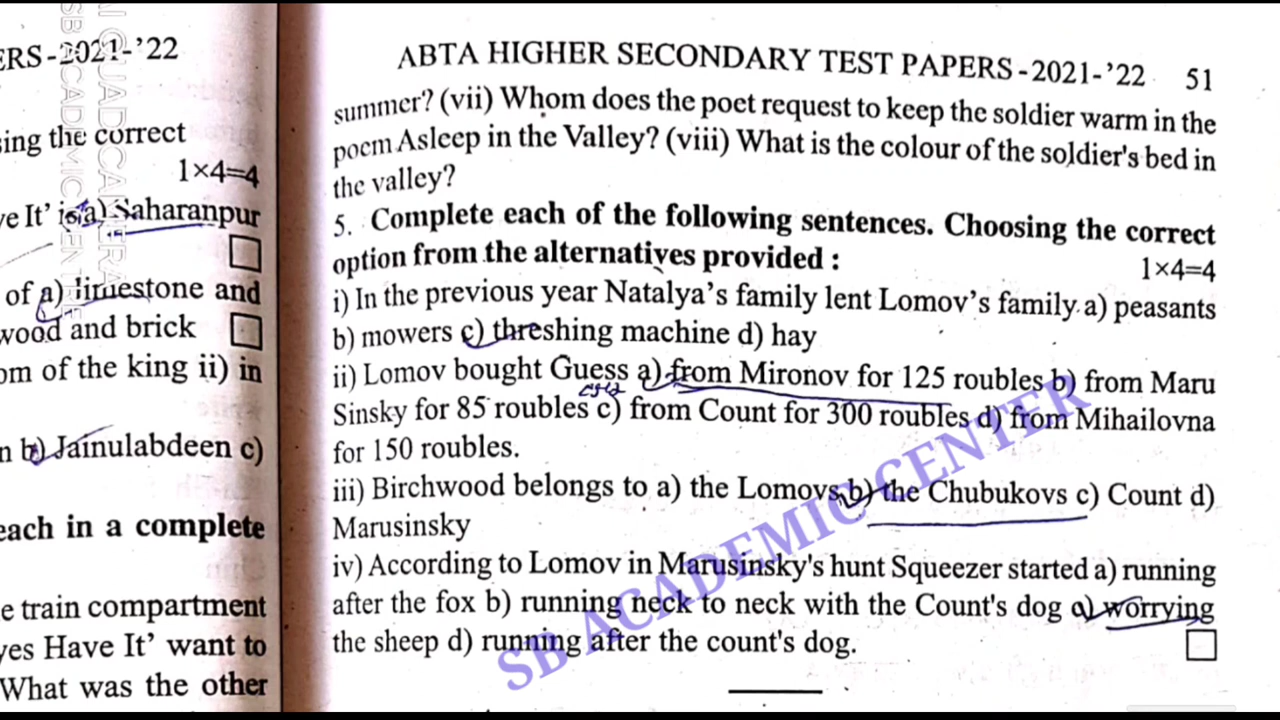 ERS-2021-'22
sing the correct
1×4=4
ve It' is a) Saharanpur
of a) limestone and
wood and brick
om of the king ii) in
n b) Jainulabdeen c)
each in a complete
e train compartment
yes Have It' want to
What was the other
ABTA HIGHER SECONDARY TEST PAPERS-2021-'22 51
summer? (vii) Whom does the poet request to keep the soldier warm in the
poem Asleep in the Valley? (viii) What is the colour of the soldier's bed in
the valley?
5. Complete each of the following sentences. Choosing the correct
option from the alternatives provided :
1×4=4
i) In the previous year Natalya's family lent Lomov's family a) peasants
b) mowers c) threshing machine d) hay
ii) Lomov bought Guess a) from Mironov for 125 roubles b) from Maru
Sinsky for 85 roubles c) from Count for 300 roubles d) from Mihailovna
for 150 roubles.
iii) Birchwood belongs to a) the Lomovs b) the Chubukovs c) Count d)
Marusinsky
iv) According to Lomov in Marusinsky's hunt Squeezer started a) running
after the fox b) running neck to neck with the Count's dog c) worrying
the sheep d) running after the count's dog.
SB ACADEMIC CENTER
AI QUAD CAMERA
SB ACADEMIC CENTER